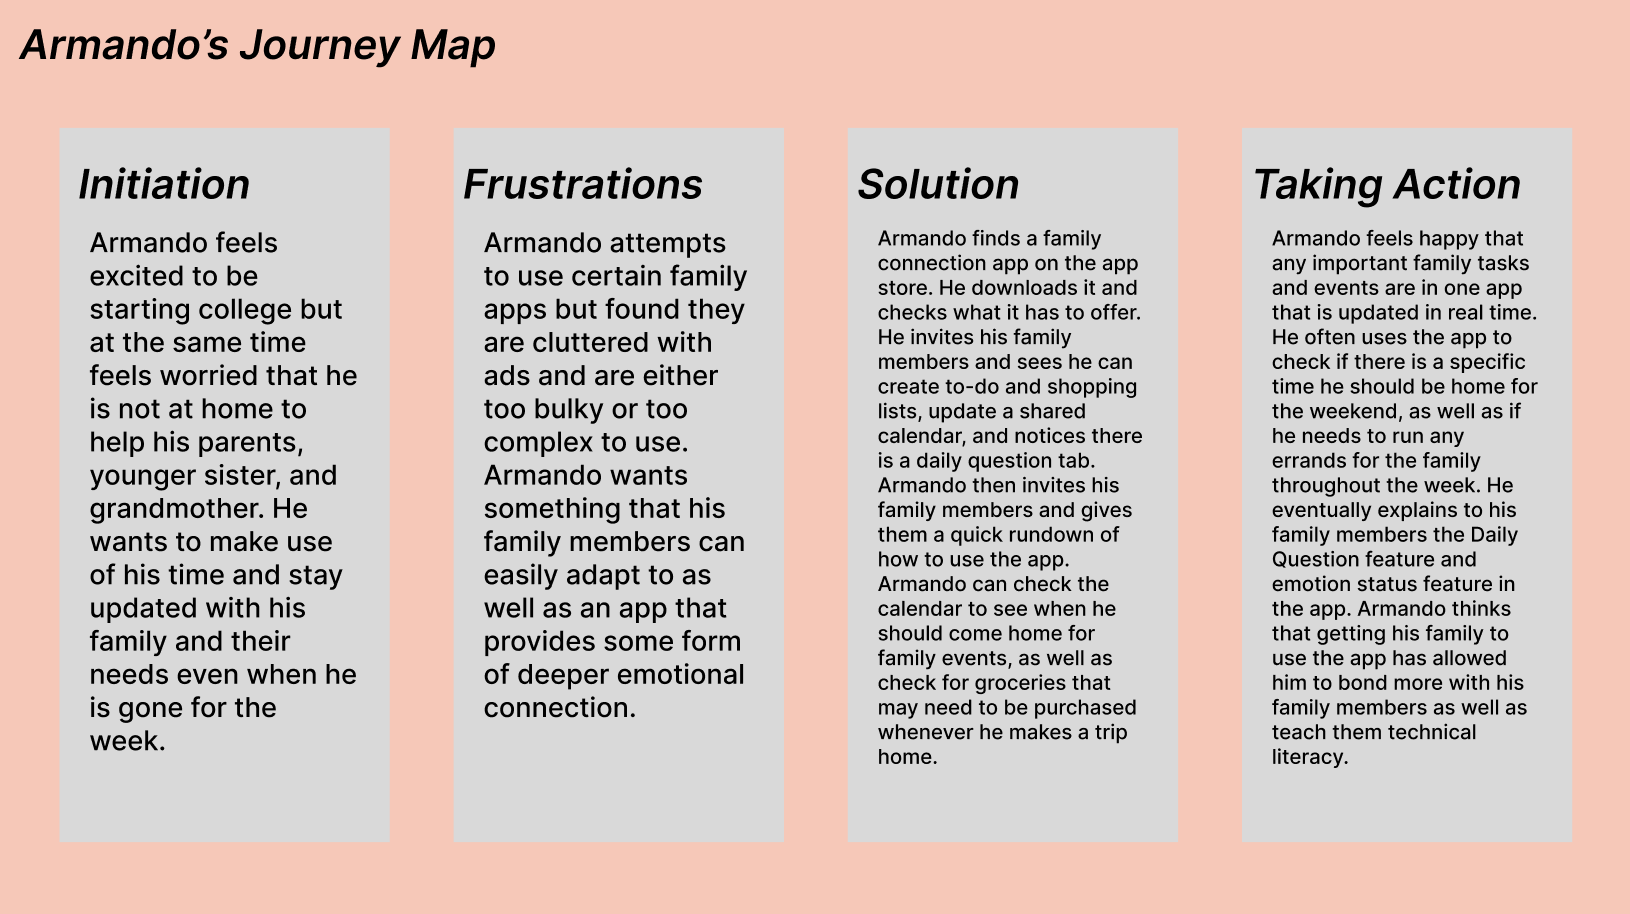 Armando’s Journey Map
Initiation
Armando feels
excited to be
starting college but
at the same time
feels worried that he
is not at home to
help his parents,
younger sister, and
grandmother. He
wants to make use
of his time and stay
updated with his
family and their
needs even when he
is gone for the
week.
Frustrations
Armando attempts
to use certain family
apps but found they
are cluttered with
ads and are either
too bulky or too
complex to use.
Armando wants
something that his
family members can
easily adapt to as
well as an app that
provides some form
of deeper emotional
connection.
Solution
Armando finds a family
connection app on the app
store. He downloads it and
checks what it has to offer.
He invites his family
members and sees he can
create to-do and shopping
lists, update a shared
calendar, and notices there
is a daily question tab.
Armando then invites his
family members and gives
them a quick rundown of
how to use the app.
Armando can check the
calendar to see when he
should come home for
family events, as well as
check for groceries that
may need to be purchased
whenever he makes a trip
home.
Taking Action
Armando feels happy that
any important family tasks
and events are in one app
that is updated in real time.
He often uses the app to
check if there is a specific
time he should be home for
the weekend, as well as if
he needs to run any
errands for the family
throughout the week. He
eventually explains to his
family members the Daily
Question feature and
emotion status feature in
the app. Armando thinks
that getting his family to
use the app has allowed
him to bond more with his
family members as well as
teach them technical
literacy.